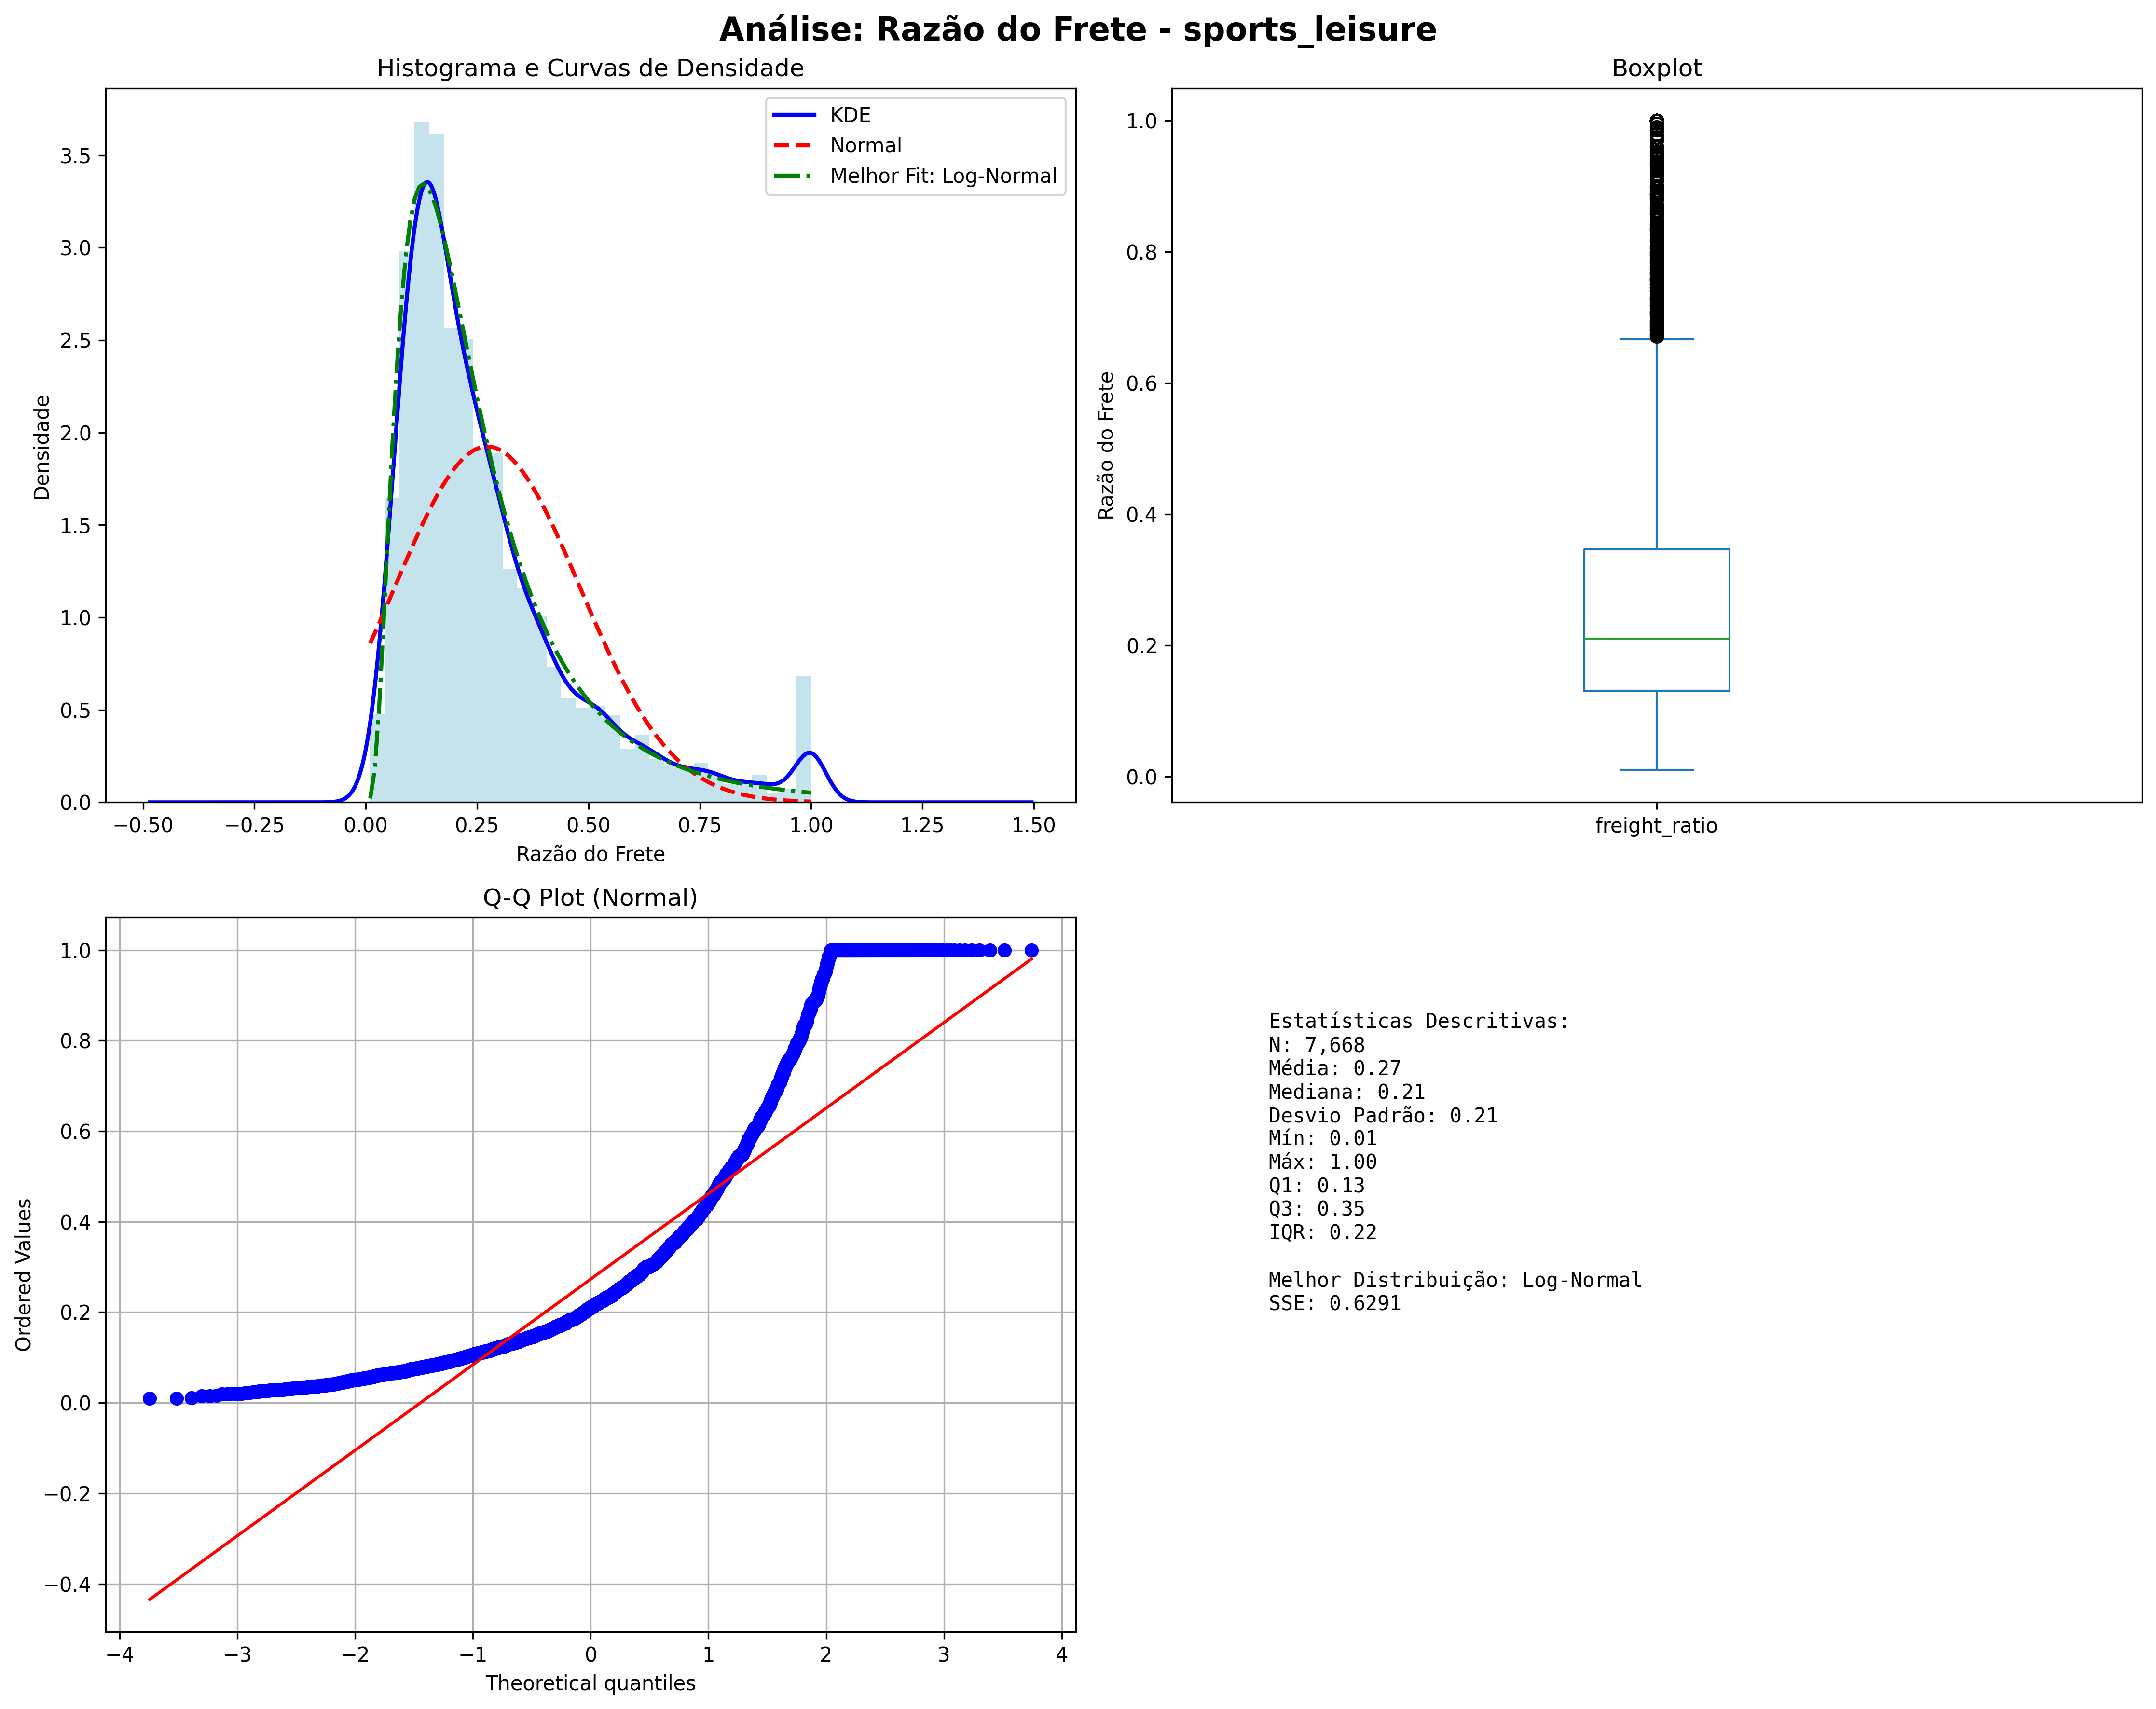 Análise: Razão do Frete - sports_leisure
Histograma e Curvas de Densidade
KDE
Normal
Melhor Fit: Log-Normal
Densidade
3.5
3.0
2.5
2.0
1.5
1.0
0.5
0.0
−0.50
−0.25
0.00
0.25
0.50
0.75
1.00
1.25
1.50
Razão do Frete
Boxplot
Razão do Frete
1.0
0.8
0.6
0.4
0.2
0.0
freight_ratio
Q-Q Plot (Normal)
Ordered Values
1.0
0.8
0.6
0.4
0.2
0.0
−0.2
−0.4
−4
−3
−2
−1
0
1
2
3
4
Theoretical quantiles
Estatísticas Descritivas:
N: 7,668
Média: 0.27
Mediana: 0.21
Desvio Padrão: 0.21
Mín: 0.01
Máx: 1.00
Q1: 0.13
Q3: 0.35
IQR: 0.22
Melhor Distribuição: Log-Normal
SSE: 0.6291